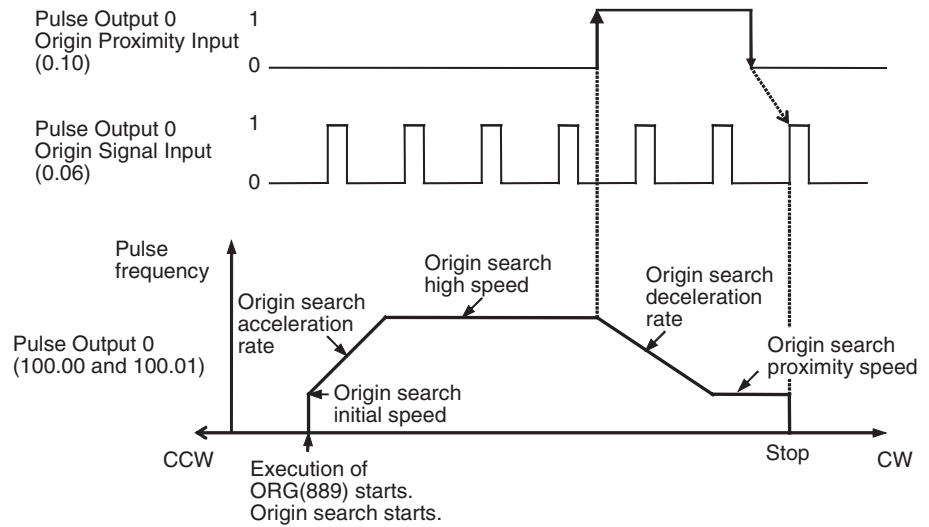 Pulse Output 0
Origin Proximity Input
(0.10)
1
0
Pulse Output 0
Origin Signal Input
(0.06)
1
0
Pulse
frequency
Origin search
high speed
Origin search
acceleration
rate
Origin search
deceleration
rate
Pulse Output 0
(100.00 and 100.01)
Origin search
proximity speed
Origin search
initial speed
CCW
Stop
CW
Execution of
ORG(889) starts.
Origin search starts.